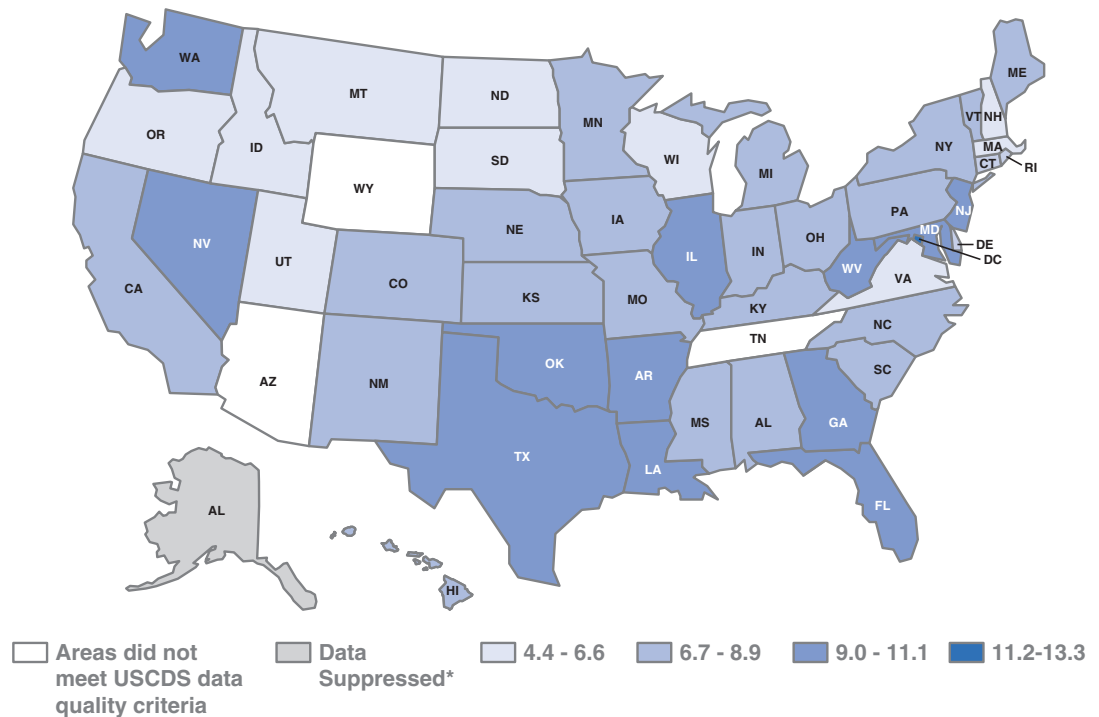 WA
MT
ND
MN
ME
OR
ID
SD
WI
VT
NH
NY
MA
CT
RI
WY
MI
NV
UT
CO
NE
IA
IL
IN
OH
PA
NJ
MD
DE
DC
WV
VA
CA
KS
MO
KY
NC
TN
AZ
NM
OK
AR
SC
MS
AL
GA
TX
LA
FL
AL
HI
Areas did not
meet USCDS data
quality criteria
Data
Suppressed*
4.4 - 6.6
6.7 - 8.9
9.0 - 11.1
11.2-13.3